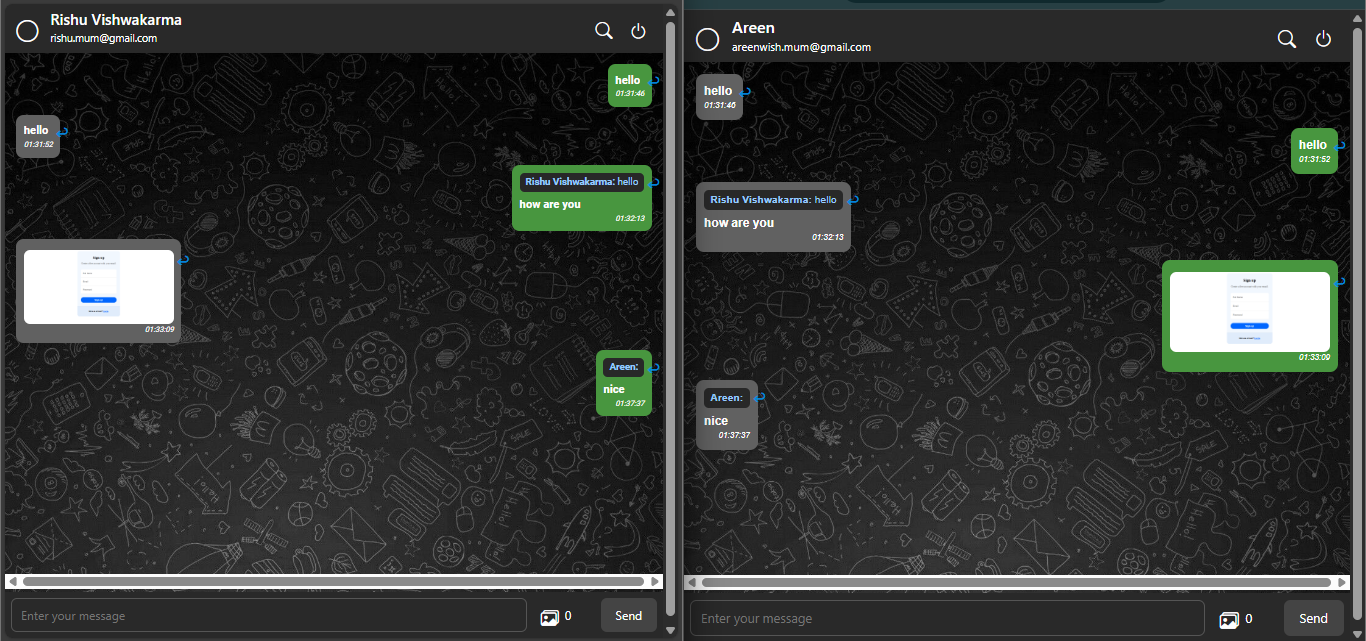 Rishu Vishwakarma
rishu.mum@gmail.com
hello
01:31:46
hello
01:31:52
Rishu Vishwakarma: hello
how are you
01:32:13
Sign up
01:33:09
Areen:
nice
01:37:37
Enter your message
0
Send
Areen
areenwish.mum@gmail.com
hello
01:31:46
hello
01:31:52
Rishu Vishwakarma: hello
how are you
01:32:13
Sign up
01:33:09
Areen:
nice
01:37:37
Enter your message
0
Send